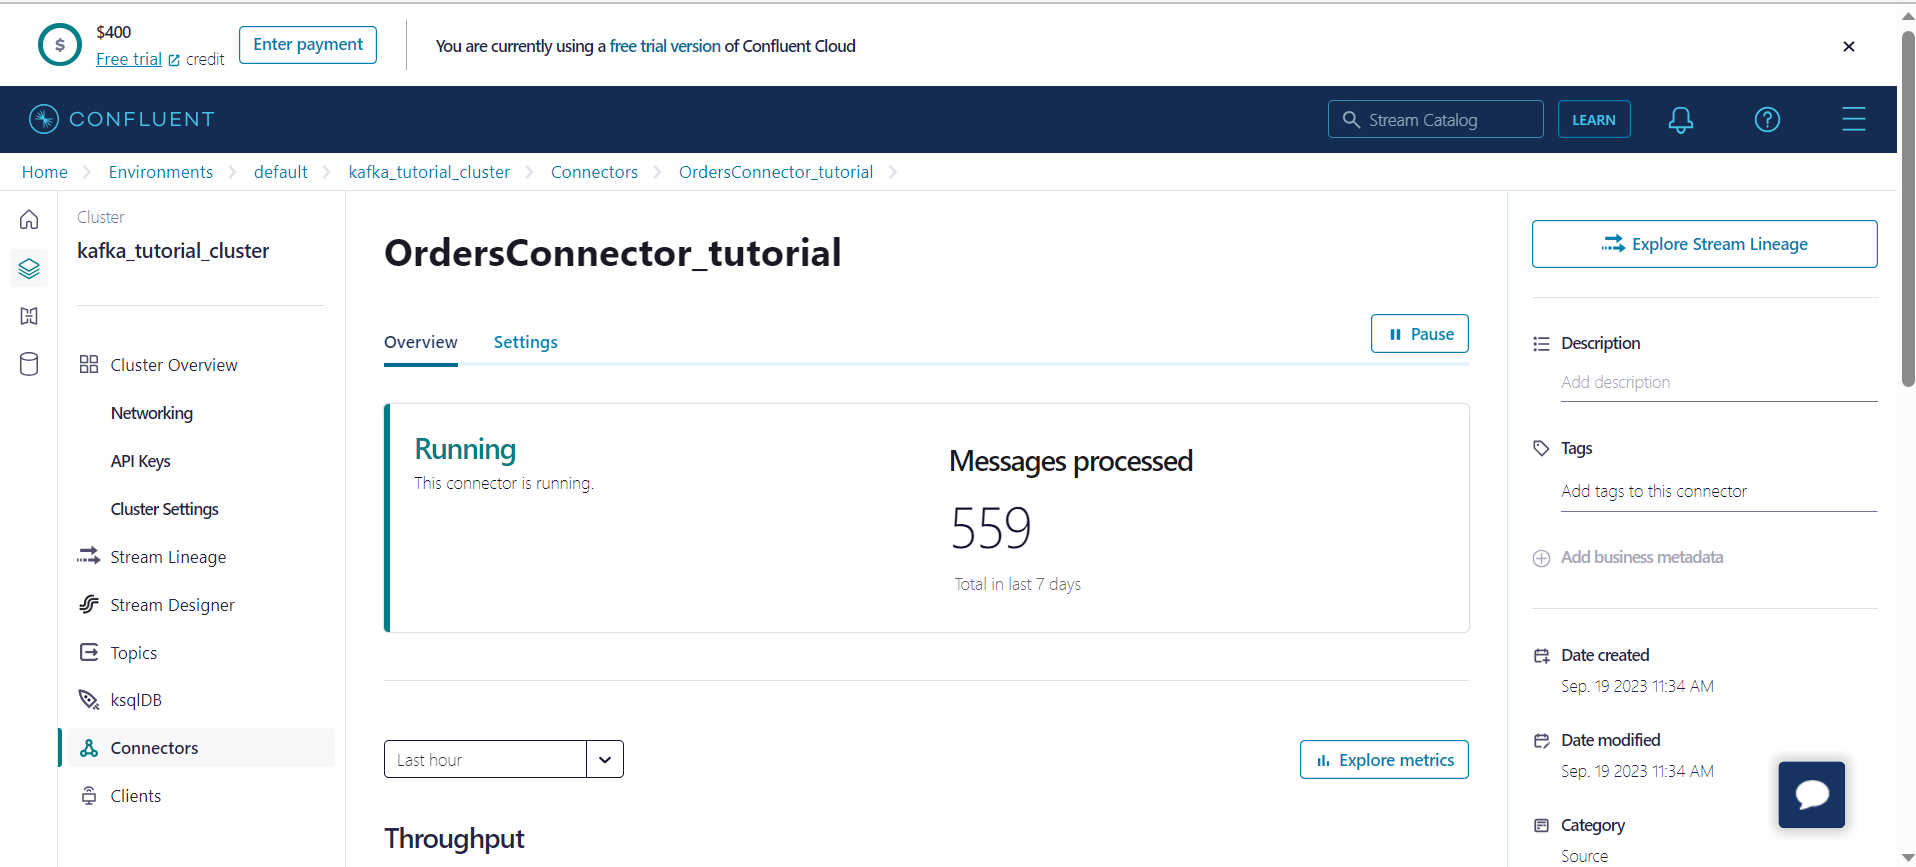 $400
Free trial credit
Enter payment
You are currently using a free trial version of Confluent Cloud
CONFLUENT
Stream Catalog
LEARN
Home
Environments
default
kafka_tutorial_cluster
Connectors
OrdersConnector_tutorial
Cluster
kafka_tutorial_cluster
Cluster Overview
Networking
API Keys
Cluster Settings
Stream Lineage
Stream Designer
Topics
ksqlDB
Connectors
Clients
OrdersConnector_tutorial
Overview
Settings
Pause
Running
This connector is running.
Messages processed
559
Total in last 7 days
Last hour
Explore metrics
Throughput
Explore Stream Lineage
Description
Add description
Tags
Add tags to this connector
Add business metadata
Date created
Sep. 19 2023 11:34 AM
Date modified
Sep. 19 2023 11:34 AM
Category
Source